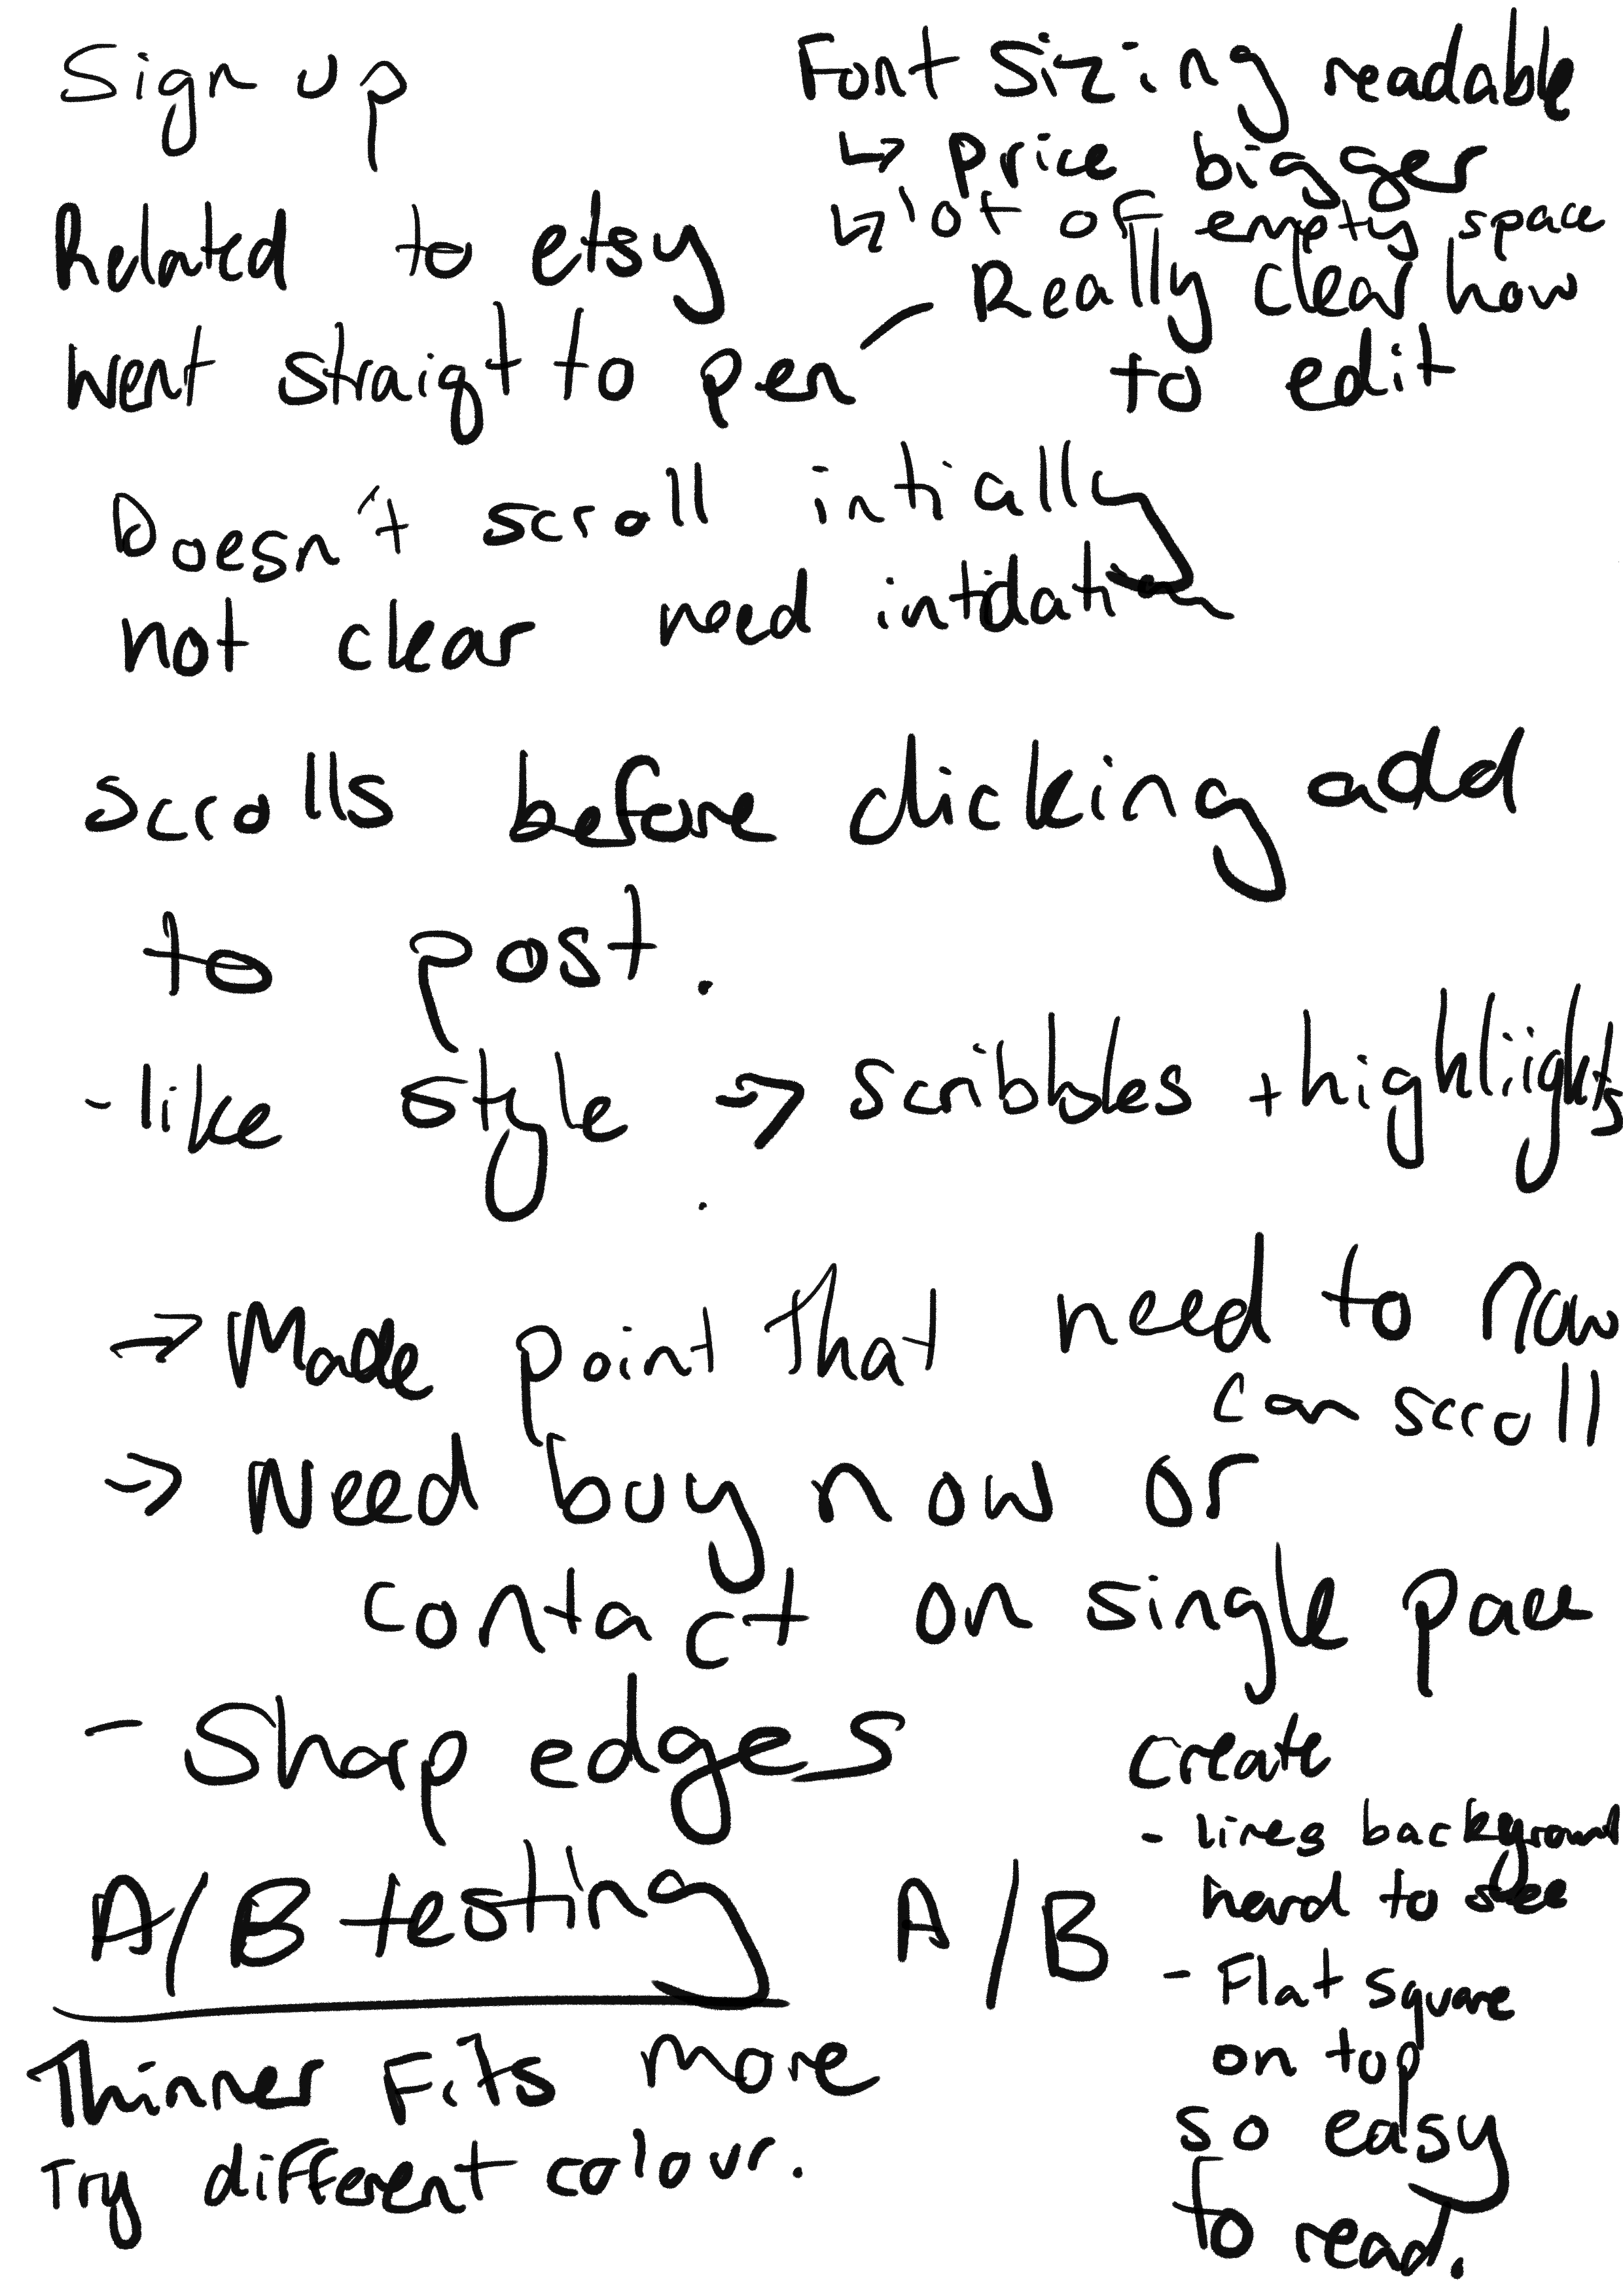 Sign up
Related to etsy
went straigt to pen - Really clear how
to edit
Font Sizing readable
↳ price bigger
↳ lot of empty space
Doesn't scroll intially
not clear need
scrolls before clicking add
to post.
- like style → scribbles + highliights
→ Made point that need to now
can scroll
→ Need buy now or
contact on single
- Sharp edges
A/B testing
Thinner Fits more
Try different colour.
A/B
create
- lines background
hard to see
- Flat square
on top
so easy
to read.